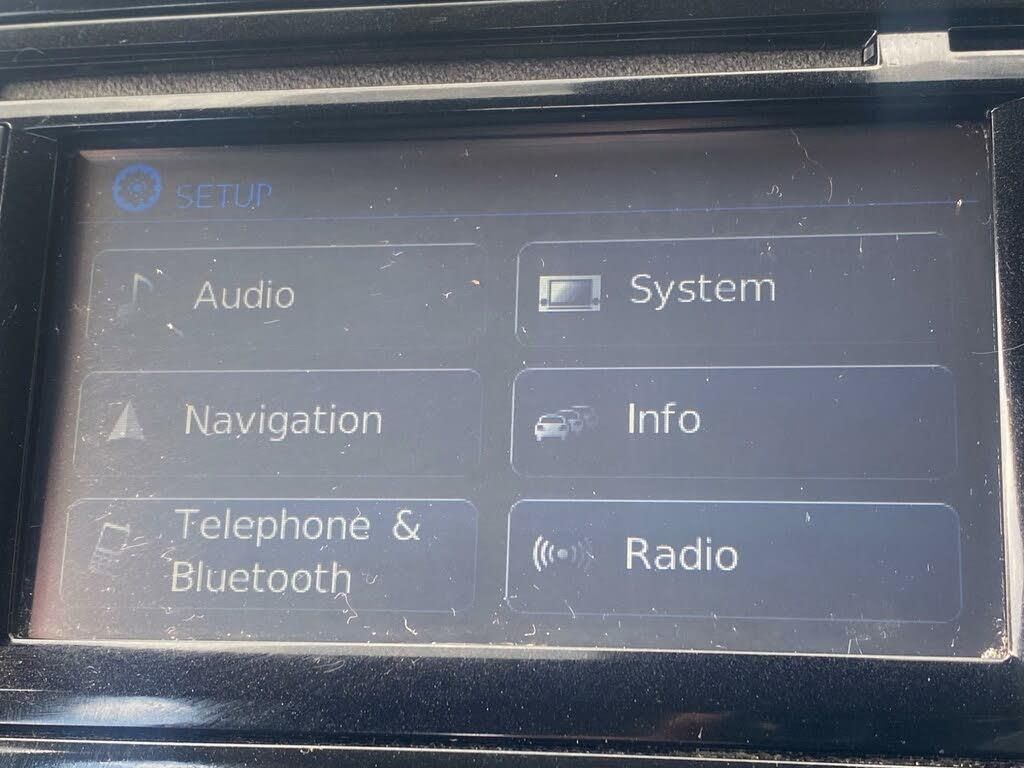 SETUP
Audio
System
Navigation
Info
Telephone &
Bluetooth
Radio